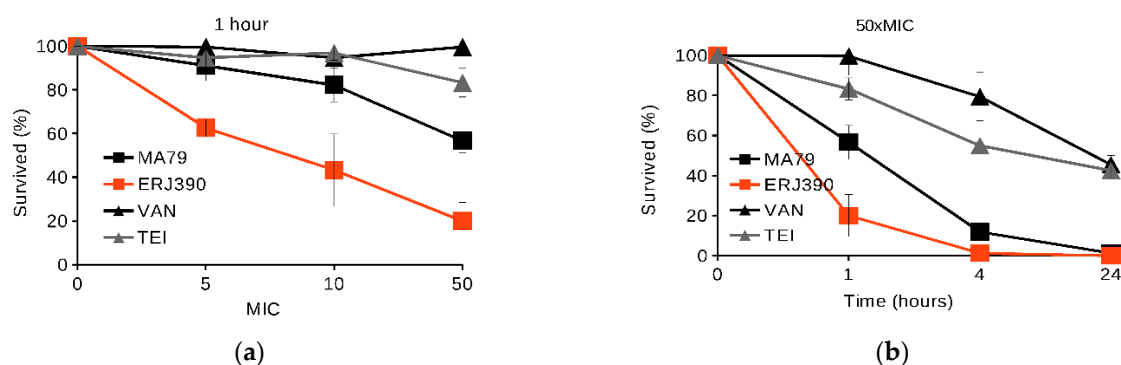 1 hour
100
80
60
40
20
0
Survived (%)
MA79
ERJ390
VAN
TEI
0 5 10 50
MIC
(a)
50xMIC
100
80
60
40
20
0
Survived (%)
MA79
ERJ390
VAN
TEI
0 1 4 24
Time (hours)
(b)